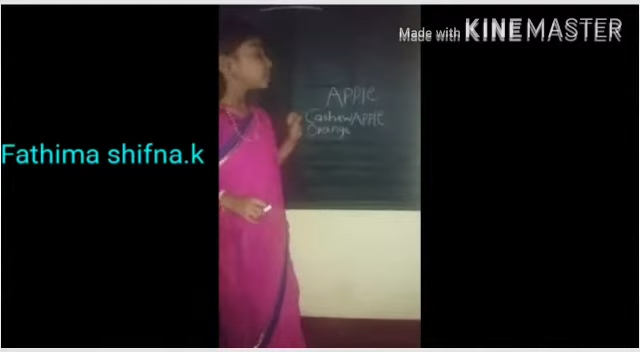 Made with KINEMASTER
APPle
CashewAPPlE
Orange
Fathima shifna.k